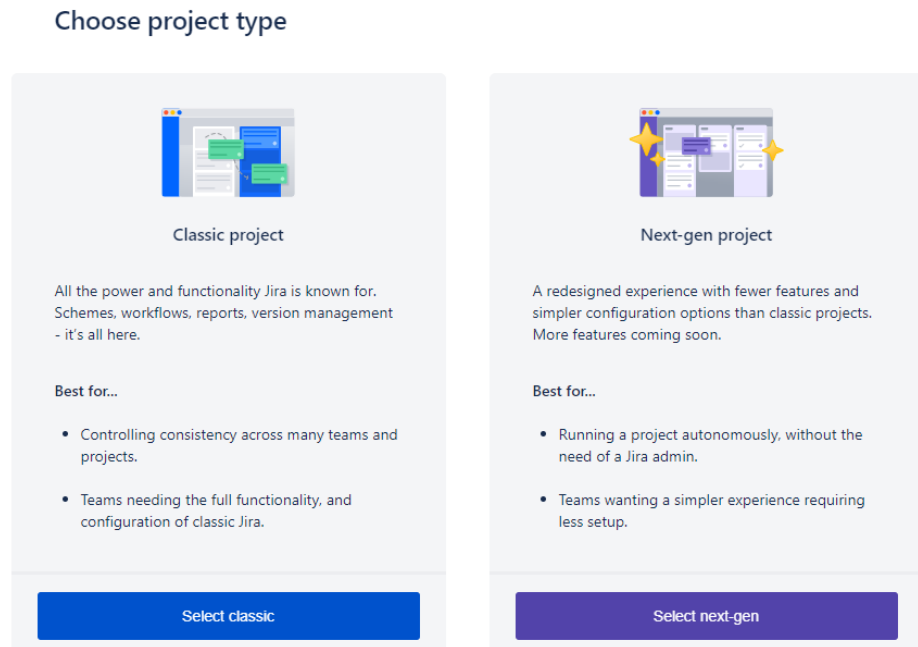 Choose project type
Classic project
All the power and functionality Jira is known for.
Schemes, workflows, reports, version management
- it's all here.
Best for...
• Controlling consistency across many teams and
projects.
• Teams needing the full functionality, and
configuration of classic Jira.
Select classic
Next-gen project
A redesigned experience with fewer features and
simpler configuration options than classic projects.
More features coming soon.
Best for...
• Running a project autonomously, without the
need of a Jira admin.
• Teams wanting a simpler experience requiring
less setup.
Select next-gen